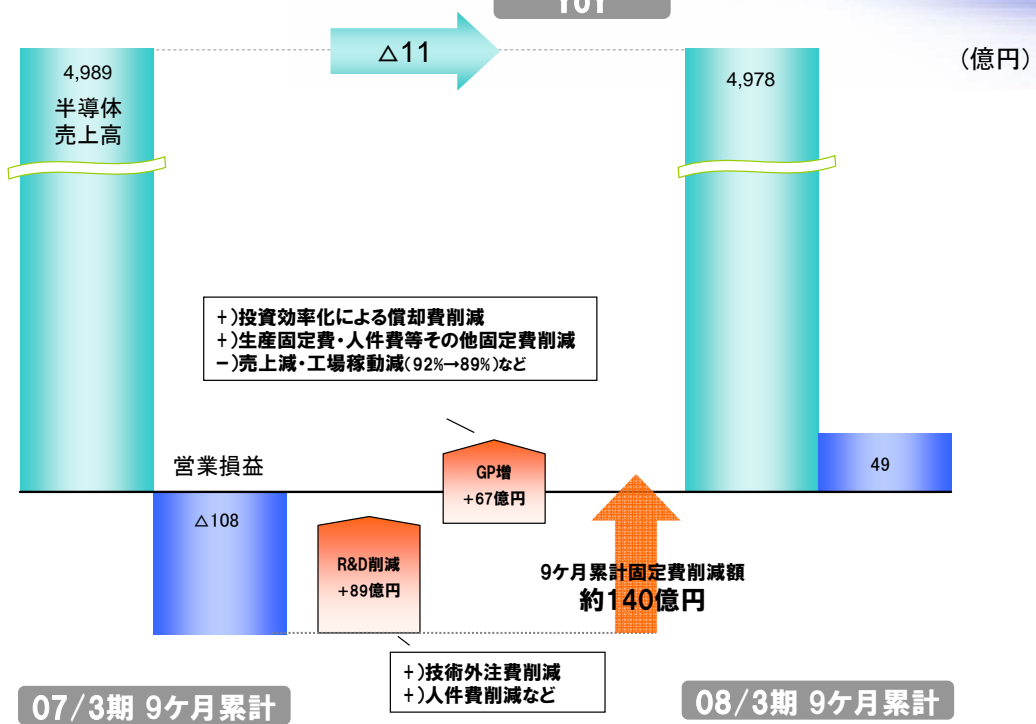 YOY
△11
(億円)
4,989
半導体
売上高
4,978
+)投資効率化による償却費削減
+)生産固定費・人件費等その他固定費削減
−)売上減・工場稼動減(92%→89%)など
営業損益
GP増
+67億円
49
△108
R&D削減
+89億円
9ケ月累計固定費削減額
約140億円
+)技術外注費削減
+)人件費削減など
07/3期 9ケ月累計
08/3期 9ケ月累計